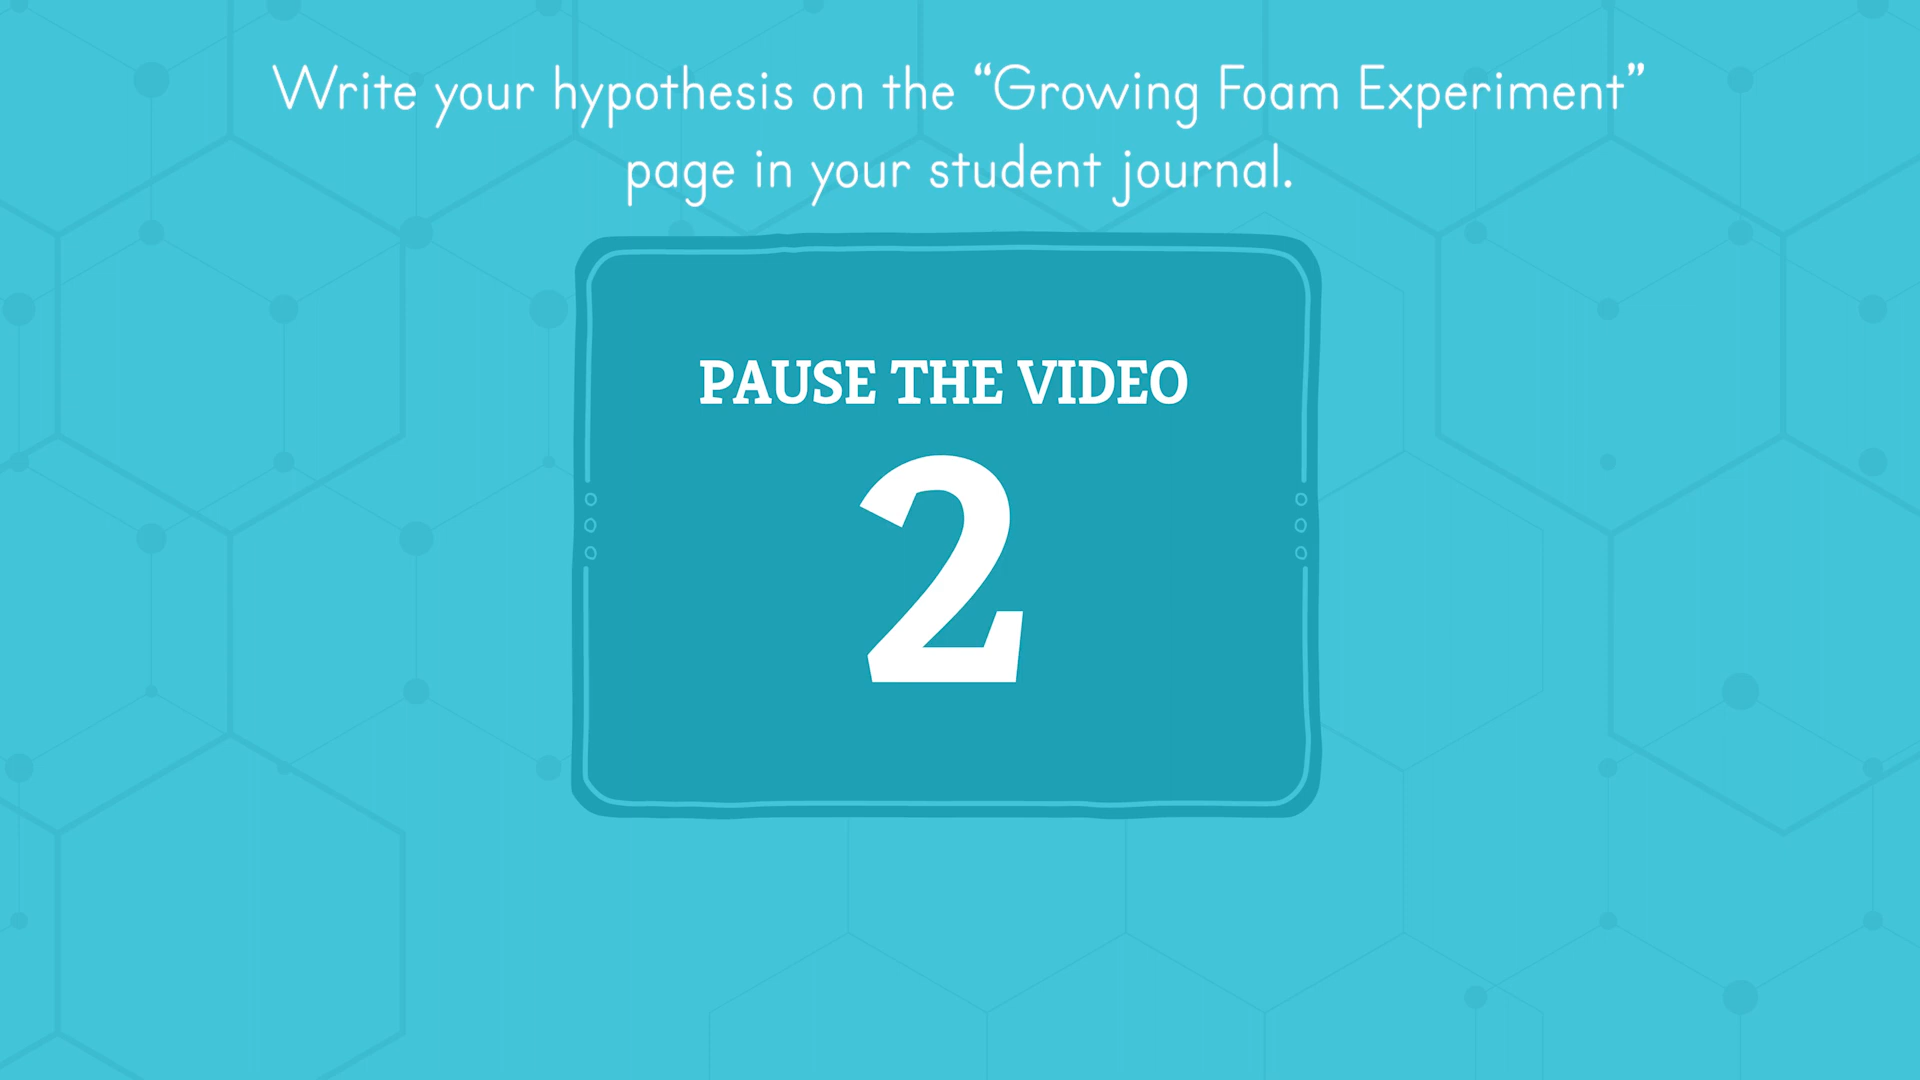 Write your hypothesis on the “Growing Foam Experiment”
page in your student journal.
PAUSE THE VIDEO
2